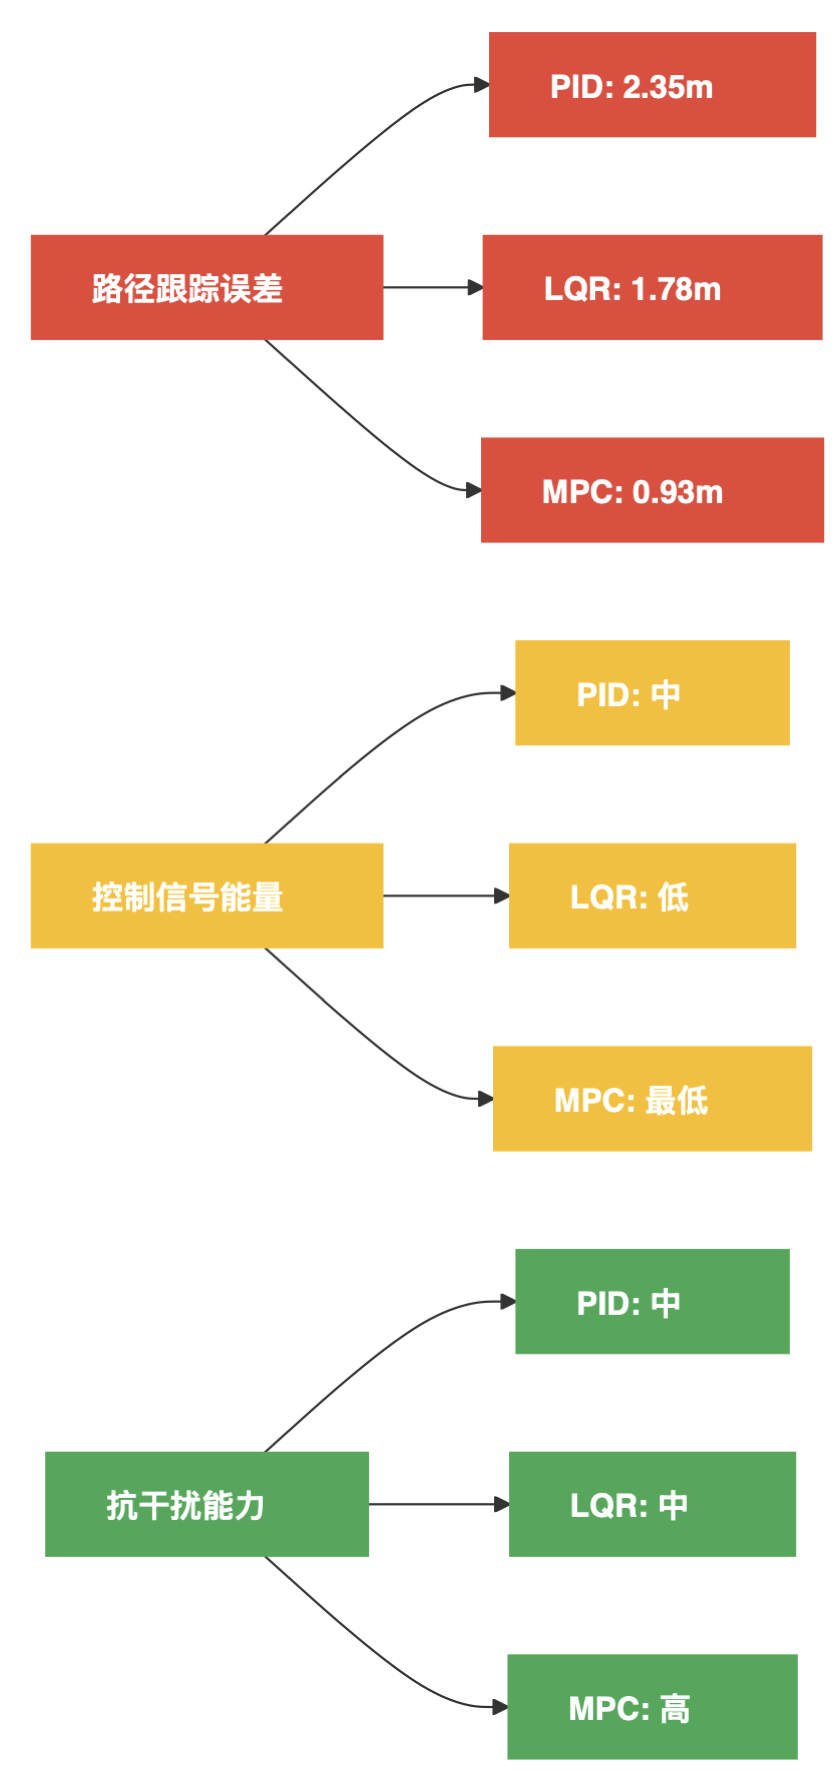 路径跟踪误差
PID: 2.35m
LQR: 1.78m
MPC: 0.93m
控制信号能量
PID: 中
LQR: 低
MPC: 最低
抗干扰能力
PID: 中
LQR: 中
MPC: 高